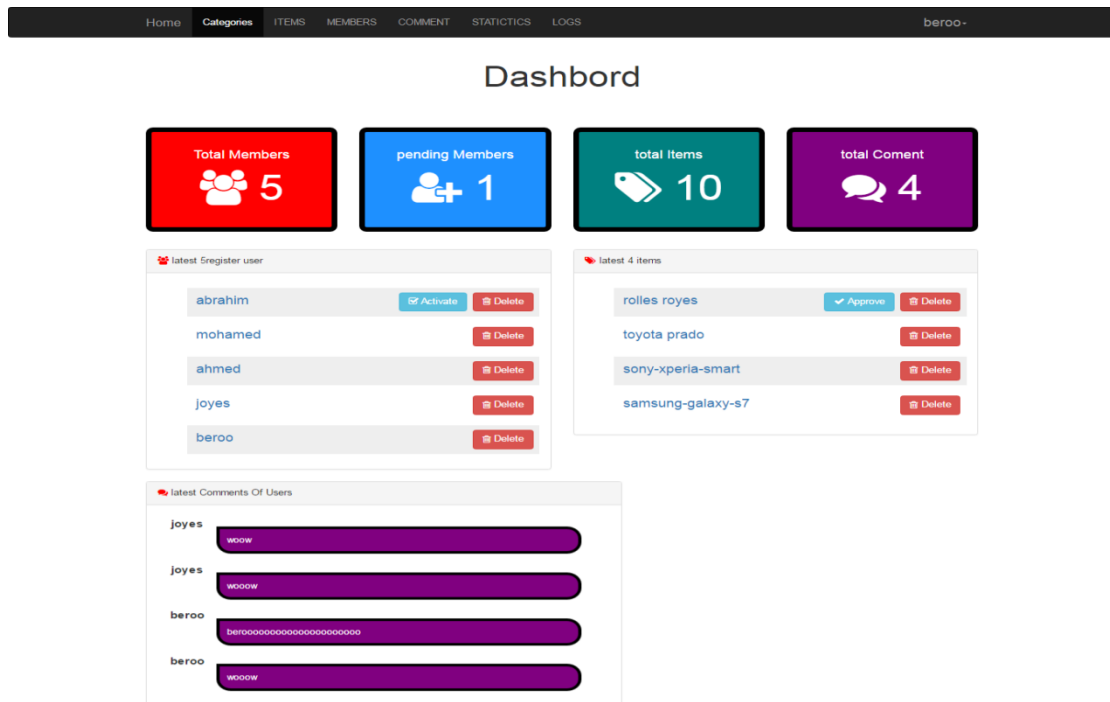 Home Categories ITEMS MEMBERS COMMENT STATICTICS LOGS beroo
Dashbord
Total Members
5
pending Members
1
total Items
10
total Coment
4
latest 5register user
abrahim Activate Delete
mohamed Delete
ahmed Delete
joyes Delete
beroo Delete
latest 4 items
rolles royes Approve Delete
toyota prado Delete
sony-xperia-smart Delete
samsung-galaxy-s7 Delete
latest Comments Of Users
joyes
woow
joyes
wooow
beroo
berooooooooooooooooooooo
beroo
wooow